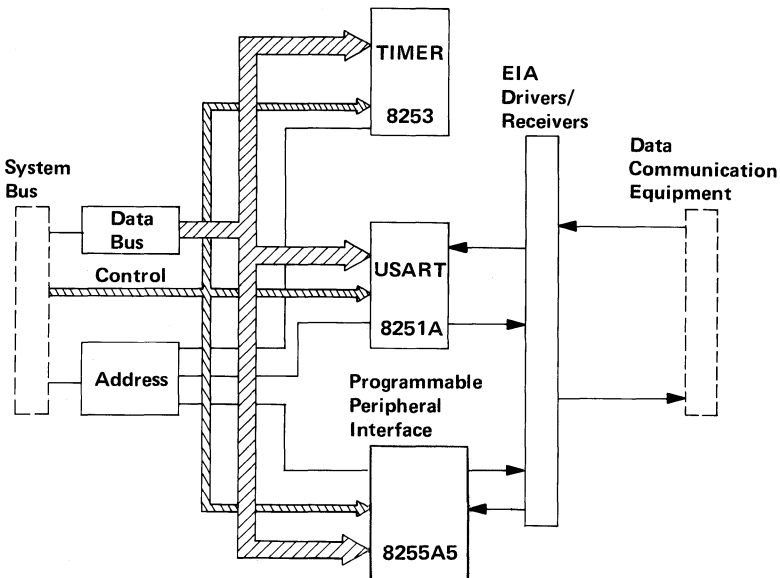 TIMER
8253
EIA
Drivers/
Receivers
System
Bus
Data
Communication
Equipment
Data
Bus
Control
USART
8251A
Address
Programmable
Peripheral
Interface
8255A5